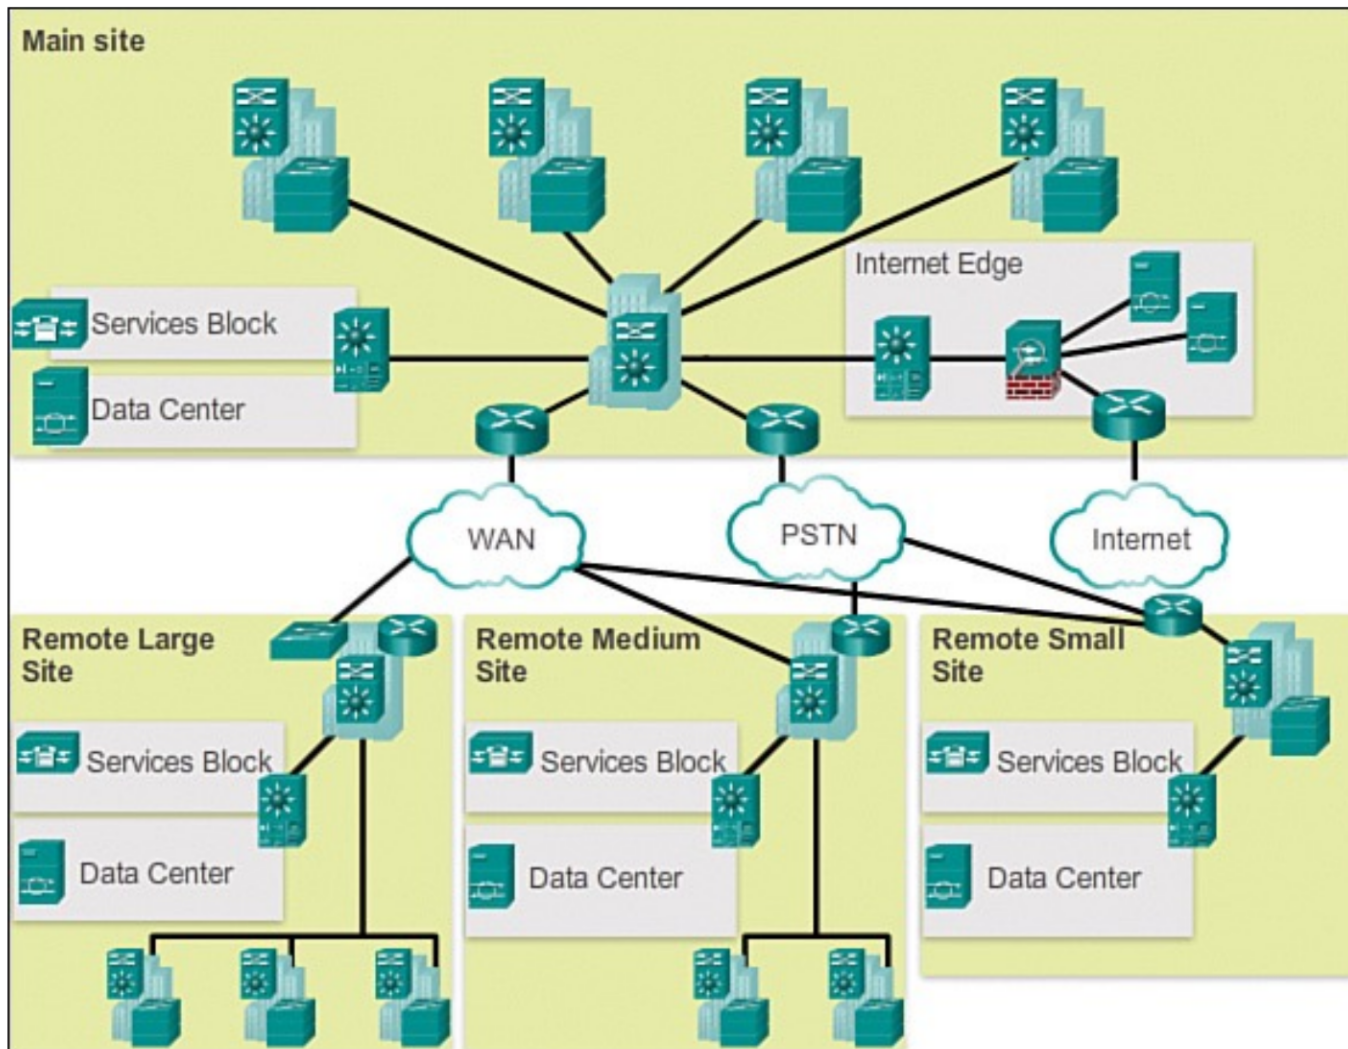 Main site
Internet Edge
Services Block
Data Center
WAN
PSTN
Internet
Remote Large
Site
Services Block
Data Center
Remote Medium
Site
Services Block
Data Center
Remote Small
Site
Services Block
Data Center